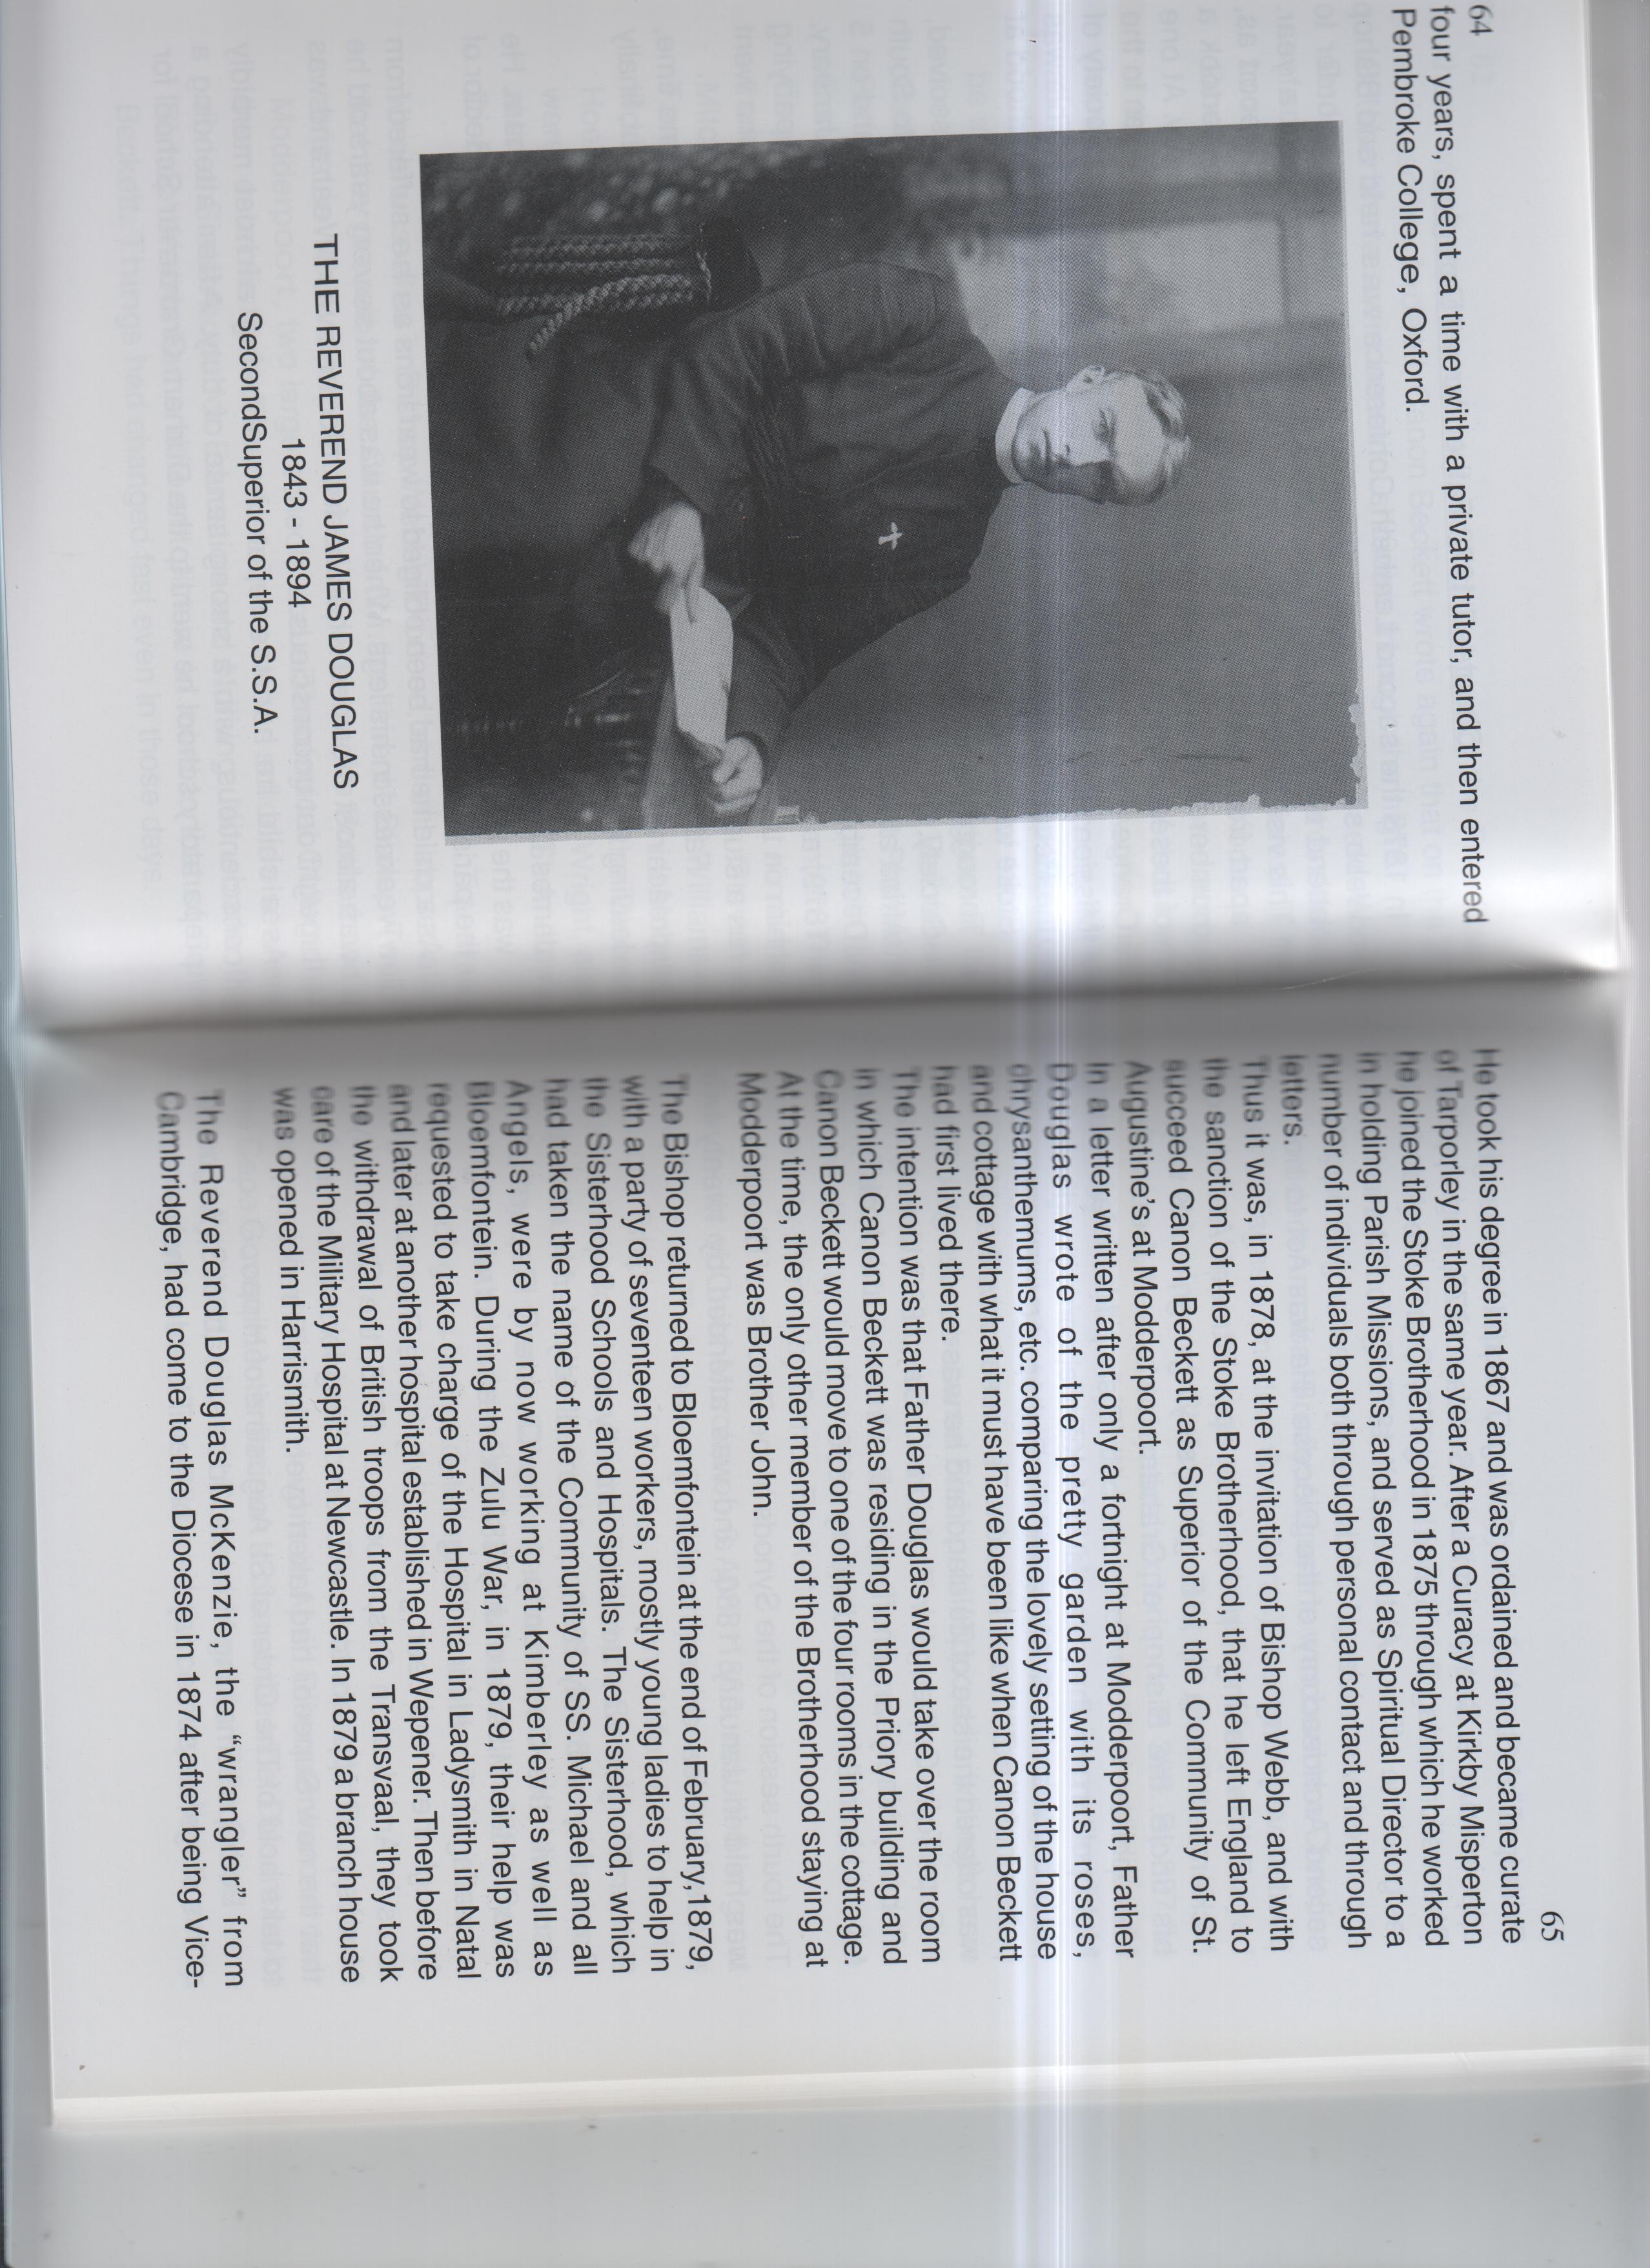 64
four years, spent a time with a private tutor, and then entered
Pembroke College, Oxford.
THE REVEREND JAMES DOUGLAS
1843 - 1894
SecondSuperior of the S.S.A.
65
He took his degree in 1867 and was ordained and became curate
of Tarporley in the same year. After a Curacy at Kirkby Misperton
he joined the Stoke Brotherhood in 1875 through which he worked
in holding Parish Missions, and served as Spiritual Director to a
number of individuals both through personal contact and through
letters.
Thus it was, in 1878, at the invitation of Bishop Webb, and with
the sanction of the Stoke Brotherhood, that he left England to
succeed Canon Beckett as Superior of the Community of St.
Augustine's at Modderpoort.
In a letter written after only a fortnight at Modderpoort, Father
Douglas wrote of the pretty garden with its roses,
chrysanthemums, etc. comparing the lovely setting of the house
and cottage with what it must have been like when Canon Beckett
had first lived there.
The intention was that Father Douglas would take over the room
in which Canon Beckett was residing in the Priory building and
Canon Beckett would move to one of the four rooms in the cottage.
At the time, the only other member of the Brotherhood staying at
Modderpoort was Brother John.
The Bishop returned to Bloemfontein at the end of February,1879,
with a party of seventeen workers, mostly young ladies to help in
the Sisterhood Schools and Hospitals. The Sisterhood, which
had taken the name of the Community of SS. Michael and all
Angels, were by now working at Kimberley as well as
Bloemfontein. During the Zulu War, in 1879, their help was
requested to take charge of the Hospital in Ladysmith in Natal
and later at another hospital established in Wepener. Then before
the withdrawal of British troops from the Transvaal, they took
care of the Military Hospital at Newcastle. In 1879 a branch house
was opened in Harrismith.
The Reverend Douglas McKenzie, the "wrangler" from
Cambridge, had come to the Diocese in 1874 after being Vice-